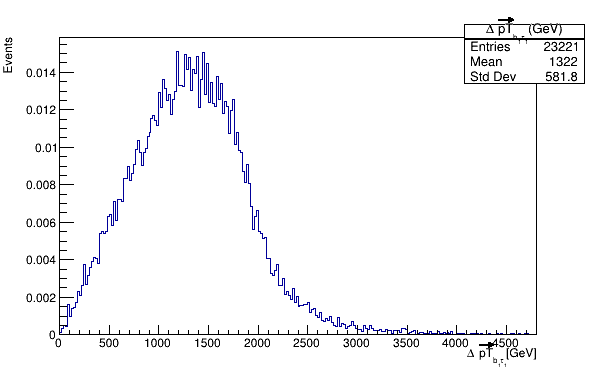 Δ pT b₁τ₁ (GeV)
Entries 23221
Mean 1322
Std Dev 581.8
Events
0.014
0.012
0.01
0.008
0.006
0.004
0.002
0
0 500 1000 1500 2000 2500 3000 3500 4000 4500
Δ pT b₁τ₁ [GeV]